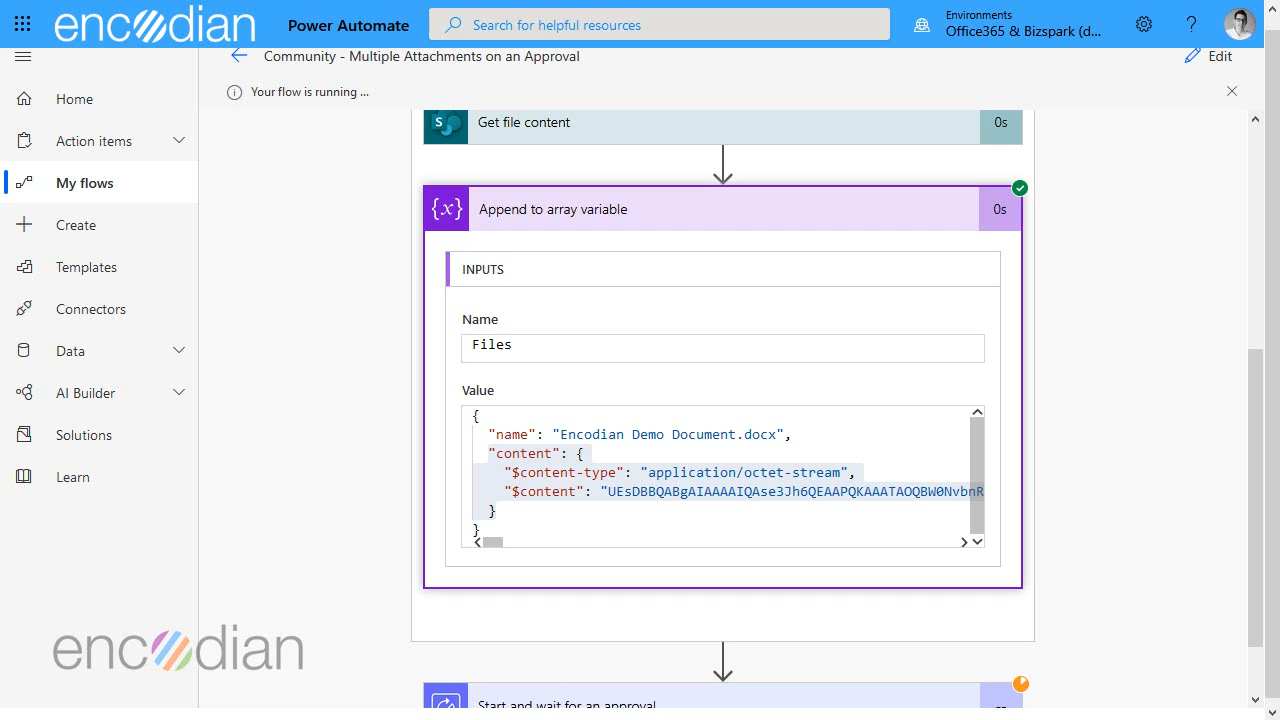 encodian
Power Automate
Search for helpful resources
Environments
Office365 & Bizspark (d...
?
Community - Multiple Attachments on an Approval
Edit
Your flow is running ...
Home
Action items
My flows
Create
Templates
Connectors
Data
AI Builder
Solutions
Learn
S
Get file content
0s
{x}
Append to array variable
0s
INPUTS
Name
Files
Value
{
"name": "Encodian Demo Document.docx",
"content": {
"$content-type": "application/octet-stream",
"$content": "UEsDBBQABgAIAAAAIQAse3Jh6QEAAPQKAAATAOQBW0NvbnR
}
}
encodian
Start and wait for an approval